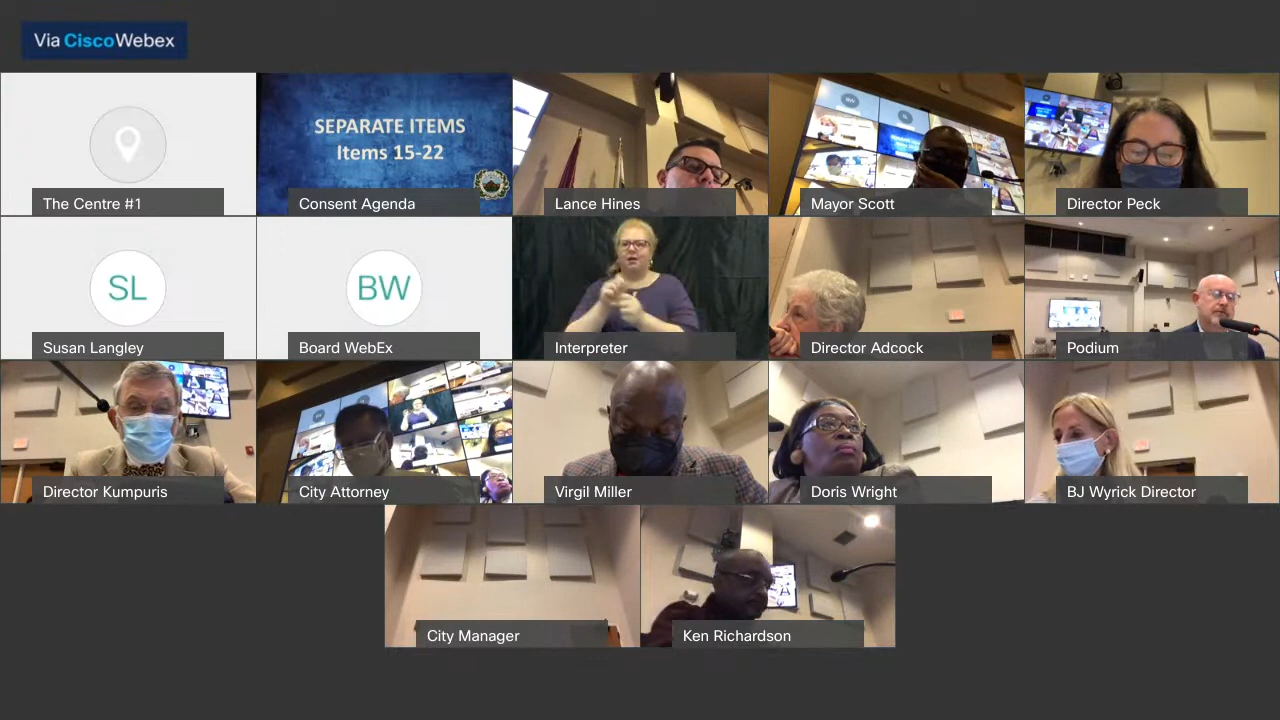 Via Cisco Webex
SEPARATE ITEMS
Items 15-22
The Centre #1
Consent Agenda
Lance Hines
Mayor Scott
Director Peck
SL
BW
Susan Langley
Board WebEx
Interpreter
Director Adcock
Podium
Director Kumpuris
City Attorney
Virgil Miller
Doris Wright
BJ Wyrick Director
City Manager
Ken Richardson